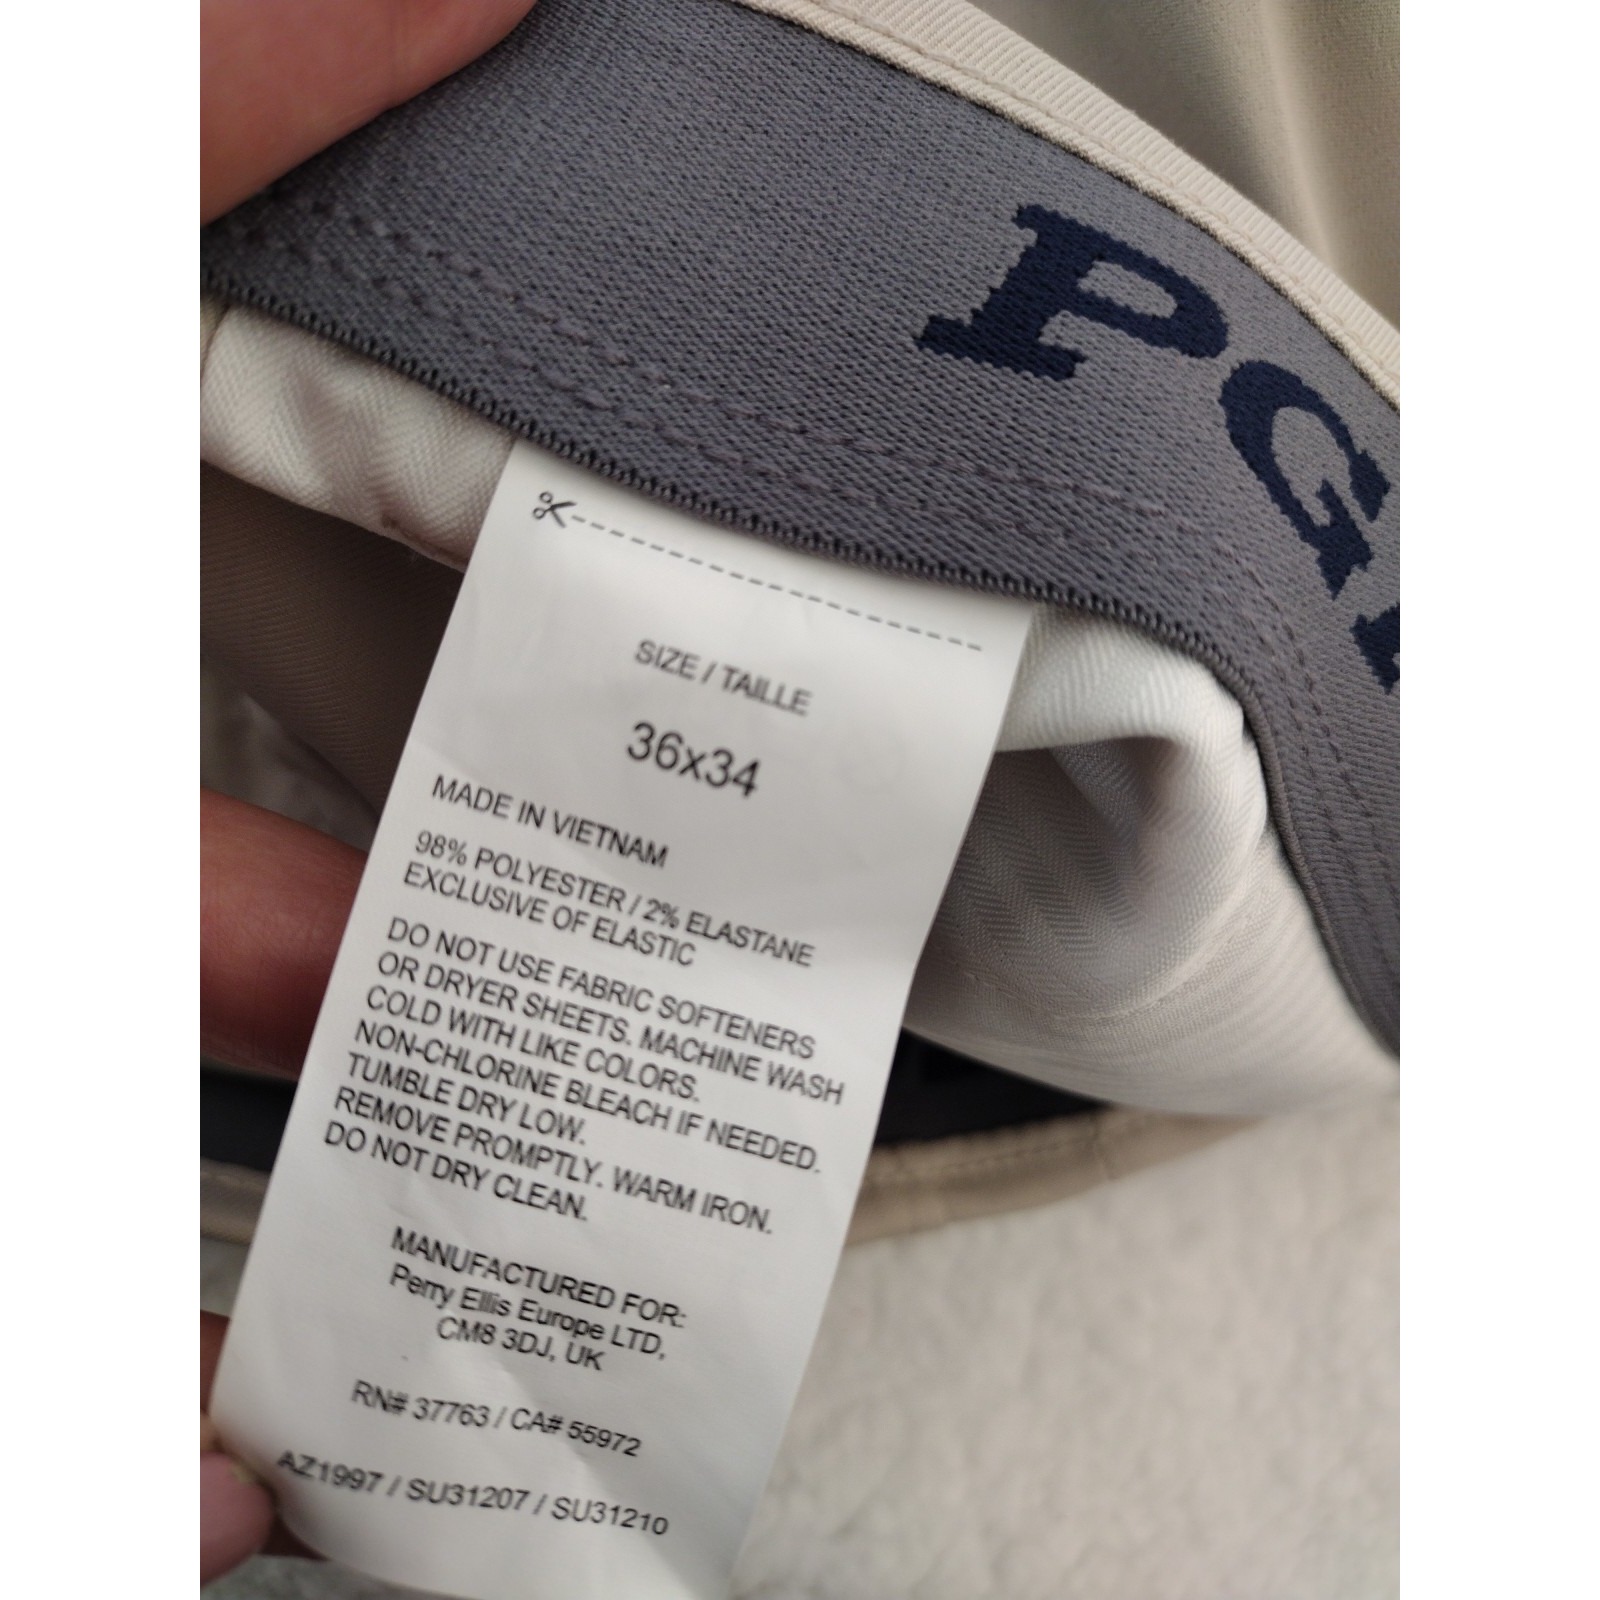 PG
SIZE / TAILLE
36x34
MADE IN VIETNAM
98% POLYESTER / 2% ELASTANE
EXCLUSIVE OF ELASTIC
DO NOT USE FABRIC SOFTENERS
OR DRYER SHEETS. MACHINE WASH
COLD WITH LIKE COLORS.
NON-CHLORINE BLEACH IF NEEDED.
TUMBLE DRY LOW.
REMOVE PROMPTLY. WARM IRON.
DO NOT DRY CLEAN.
MANUFACTURED FOR:
Perry Ellis Europe LTD,
CM8 3DJ, UK
RN# 37763 / CA# 55972
AZ1997 / SU31207 / SU31210